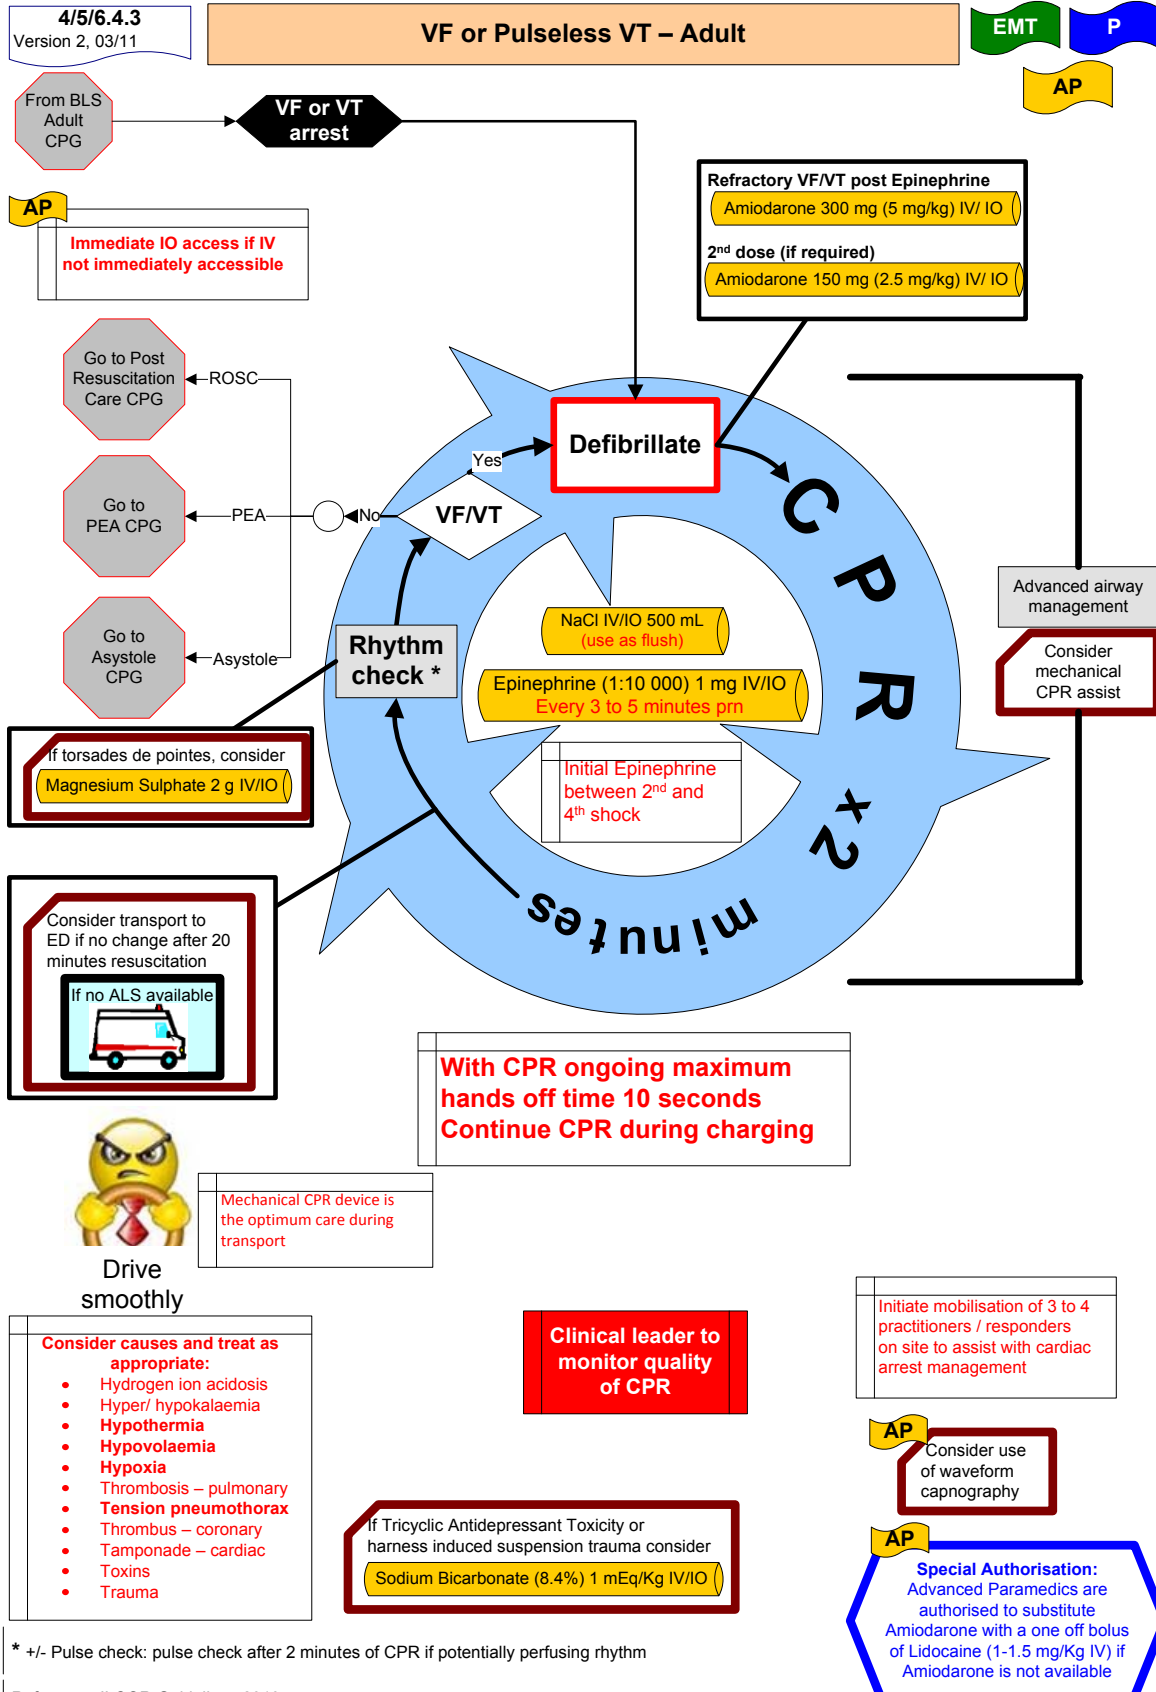 4/5/6.4.3
Version 2, 03/11
VF or Pulseless VT – Adult
EMT
P
AP
From BLS
Adult
CPG
VF or VT
arrest
Refractory VF/VT post Epinephrine
Amiodarone 300 mg (5 mg/kg) IV/ IO
2nd dose (if required)
Amiodarone 150 mg (2.5 mg/kg) IV/ IO
AP
Immediate IO access if IV
not immediately accessible
Go to Post
Resuscitation
Care CPG
ROSC
Go to
PEA CPG
PEA
Go to
Asystole
CPG
Asystole
No
Yes
VF/VT
Defibrillate
CPR x2 minutes
Rhythm
check *
NaCl IV/IO 500 mL
(use as flush)
Epinephrine (1:10 000) 1 mg IV/IO
Every 3 to 5 minutes prn
Initial Epinephrine
between 2nd and
4th shock
Advanced airway
management
Consider
mechanical
CPR assist
If torsades de pointes, consider
Magnesium Sulphate 2 g IV/IO
Consider transport to
ED if no change after 20
minutes resuscitation
If no ALS available
With CPR ongoing maximum
hands off time 10 seconds
Continue CPR during charging
Mechanical CPR device is
the optimum care during
transport
Drive
smoothly
Consider causes and treat as
appropriate:
• Hydrogen ion acidosis
• Hyper/ hypokalaemia
• Hypothermia
• Hypovolaemia
• Hypoxia
• Thrombosis – pulmonary
• Tension pneumothorax
• Thrombus – coronary
• Tamponade – cardiac
• Toxins
• Trauma
Clinical leader to
monitor quality
of CPR
Initiate mobilisation of 3 to 4
practitioners / responders
on site to assist with cardiac
arrest management
AP
Consider use
of waveform
capnography
If Tricyclic Antidepressant Toxicity or
harness induced suspension trauma consider
Sodium Bicarbonate (8.4%) 1 mEq/Kg IV/IO
AP
Special Authorisation:
Advanced Paramedics are
authorised to substitute
Amiodarone with a one off bolus
of Lidocaine (1-1.5 mg/Kg IV) if
Amiodarone is not available
* +/- Pulse check: pulse check after 2 minutes of CPR if potentially perfusing rhythm